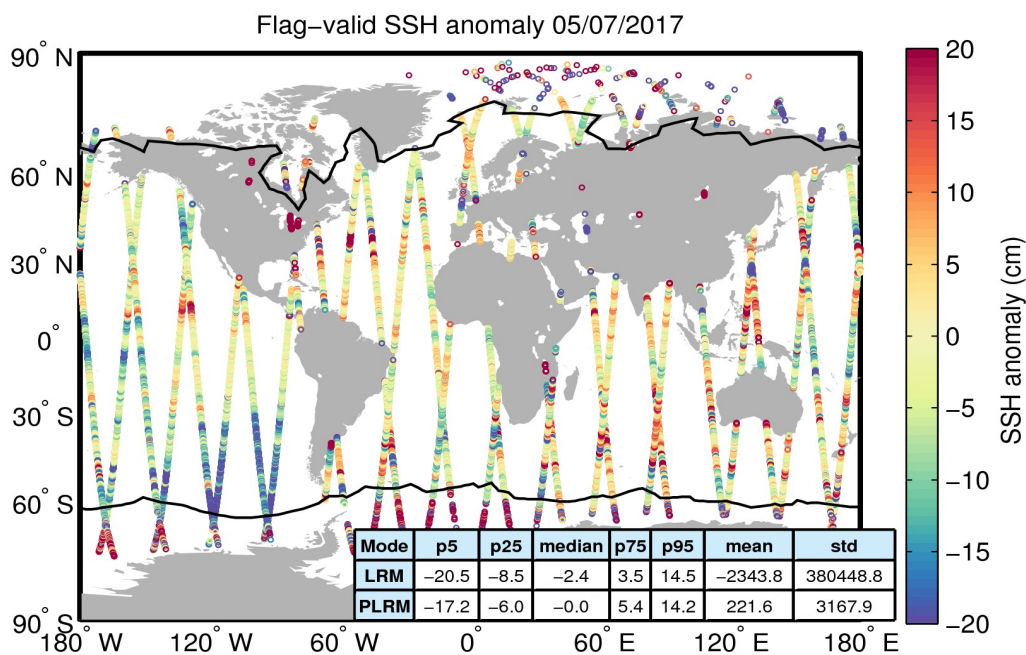 Flag−valid SSH anomaly 05/07/2017
90° N
60° N
30° N
0°
30° S
60° S
90° S
180° W
120° W
60° W
0°
60° E
120° E
180° E
20
15
10
5
0
−5
−10
−15
−20
SSH anomaly (cm)
Mode p5 p25 median p75 p95 mean std
LRM −20.5 −8.5 −2.4 3.5 14.5 −2343.8 380448.8
PLRM −17.2 −6.0 −0.0 5.4 14.2 221.6 3167.9